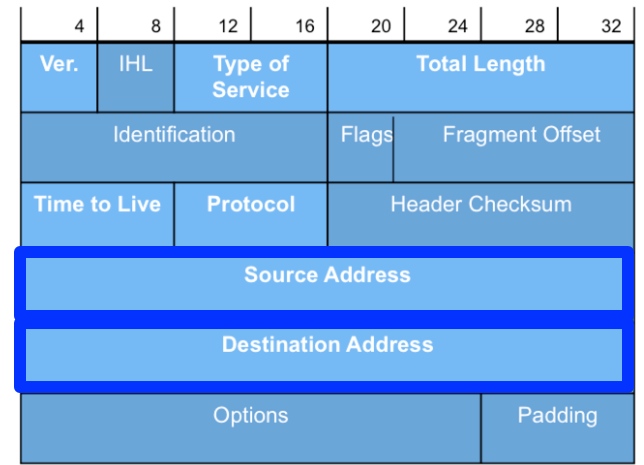 4 8 12 16 20 24 28 32
Ver. IHL Type of Service Total Length
Identification Flags Fragment Offset
Time to Live Protocol Header Checksum
Source Address
Destination Address
Options Padding